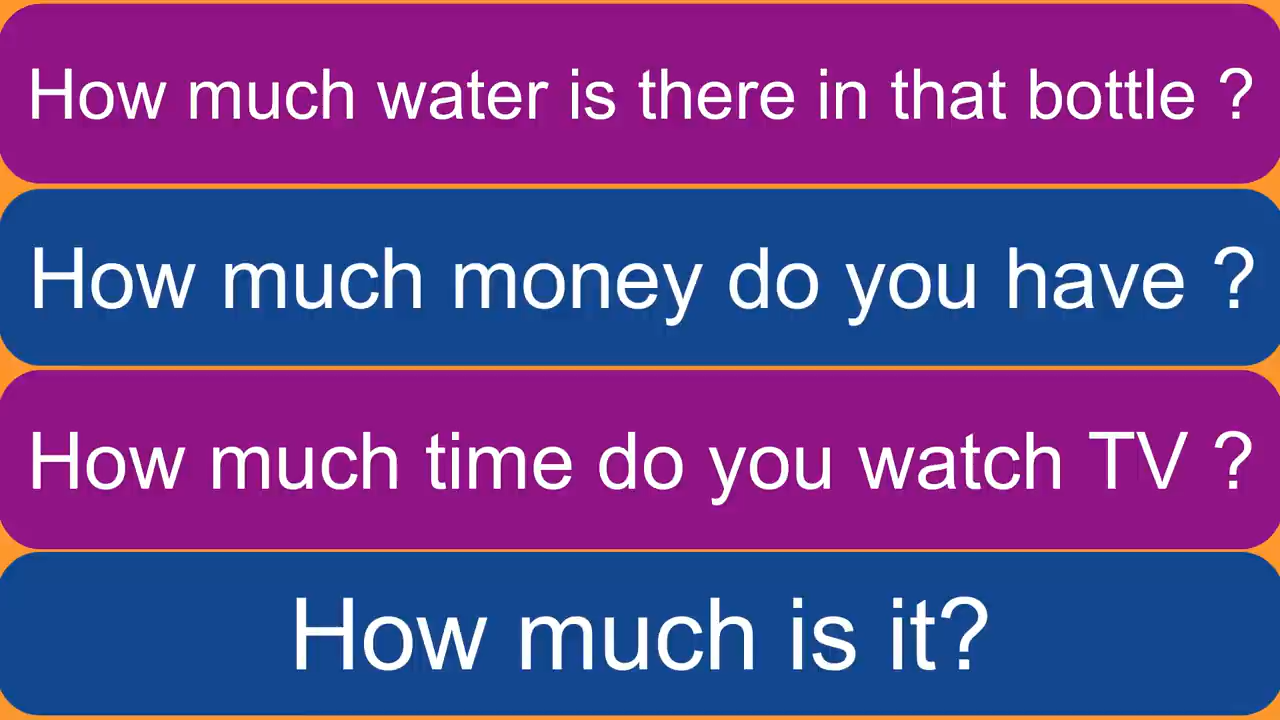 How much water is there in that bottle ?
How much money do you have ?
How much time do you watch TV ?
How much is it?